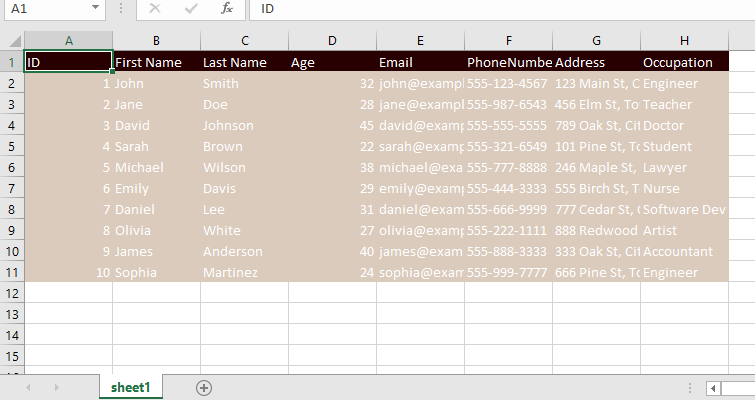 A1 fx ID
A B C D E F G H
1 ID First Name Last Name Age Email PhoneNumbe Address Occupation
2 1 John Smith 32 john@exampl 555-123-4567 123 Main St, C Engineer
3 2 Jane Doe 28 jane@exampl 555-987-6543 456 Elm St, To Teacher
4 3 David Johnson 45 david@examp 555-555-5555 789 Oak St, Cit Doctor
5 4 Sarah Brown 22 sarah@examp 555-321-6549 101 Pine St, To Student
6 5 Michael Wilson 38 michael@exa 555-777-8888 246 Maple St, Lawyer
7 6 Emily Davis 29 emily@examp 555-444-3333 555 Birch St, T Nurse
8 7 Daniel Lee 31 daniel@exam 555-666-9999 777 Cedar St, Software Dev
9 8 Olivia White 27 olivia@examp 555-222-1111 888 Redwood Artist
10 9 James Anderson 40 james@exam 555-888-3333 333 Oak St, Cit Accountant
11 10 Sophia Martinez 24 sophia@exam 555-999-7777 666 Pine St, To Engineer
12
13
14
15
sheet1